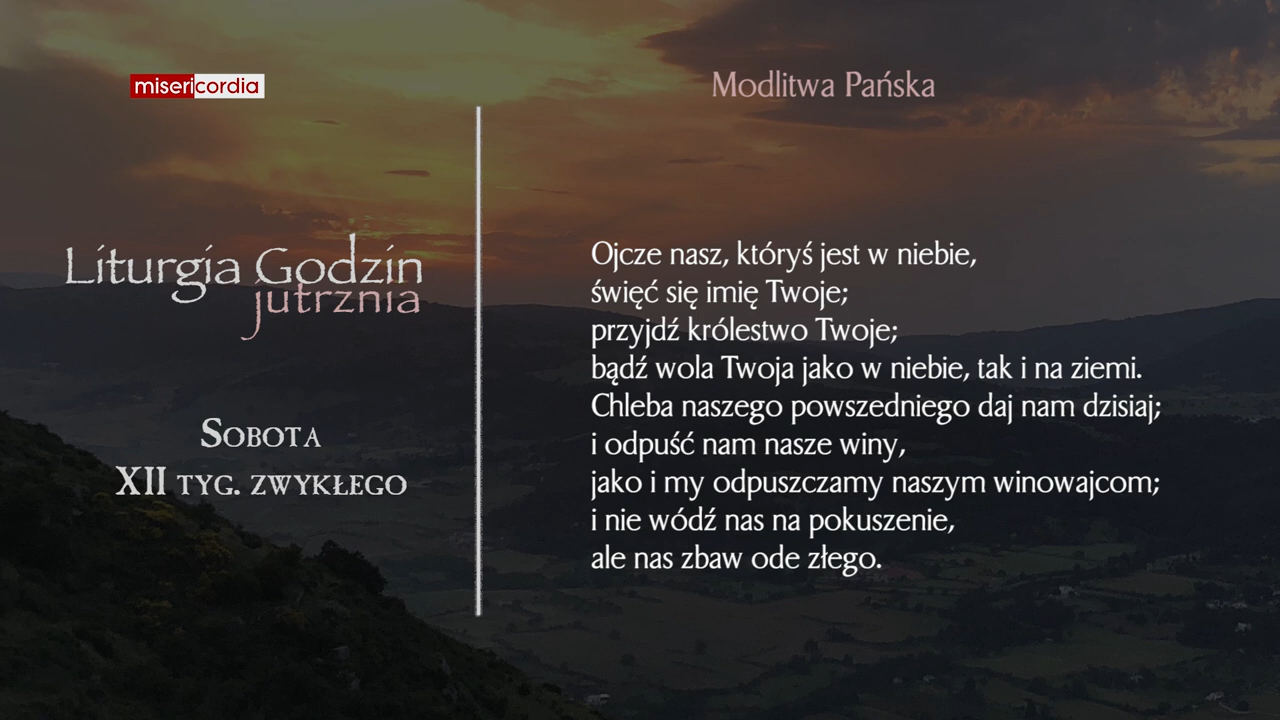 misericordia
Liturgia Godzin
jutrznia
Sobota
XII tyg. zwykłego
Modlitwa Pańska
Ojcze nasz, któryś jest w niebie,
święć się imię Twoje;
przyjdź królestwo Twoje;
bądź wola Twoja jako w niebie, tak i na ziemi.
Chleba naszego powszedniego daj nam dzisiaj;
i odpuść nam nasze winy,
jako i my odpuszczamy naszym winowajcom;
i nie wódź nas na pokuszenie,
ale nas zbaw ode złego.